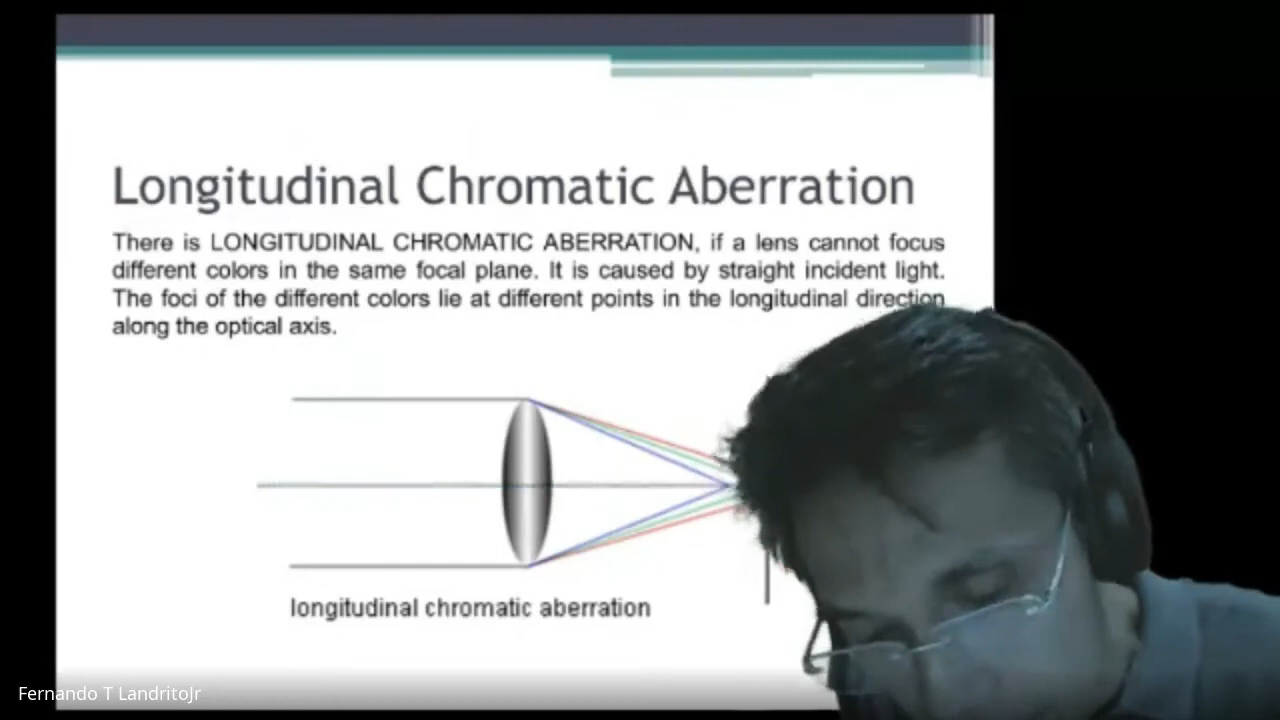 Longitudinal Chromatic Aberration
There is LONGITUDINAL CHROMATIC ABERRATION, if a lens cannot focus
different colors in the same focal plane. It is caused by straight incident light.
The foci of the different colors lie at different points in the longitudinal direction
along the optical axis.
longitudinal chromatic aberration
Fernando T LandritoJr